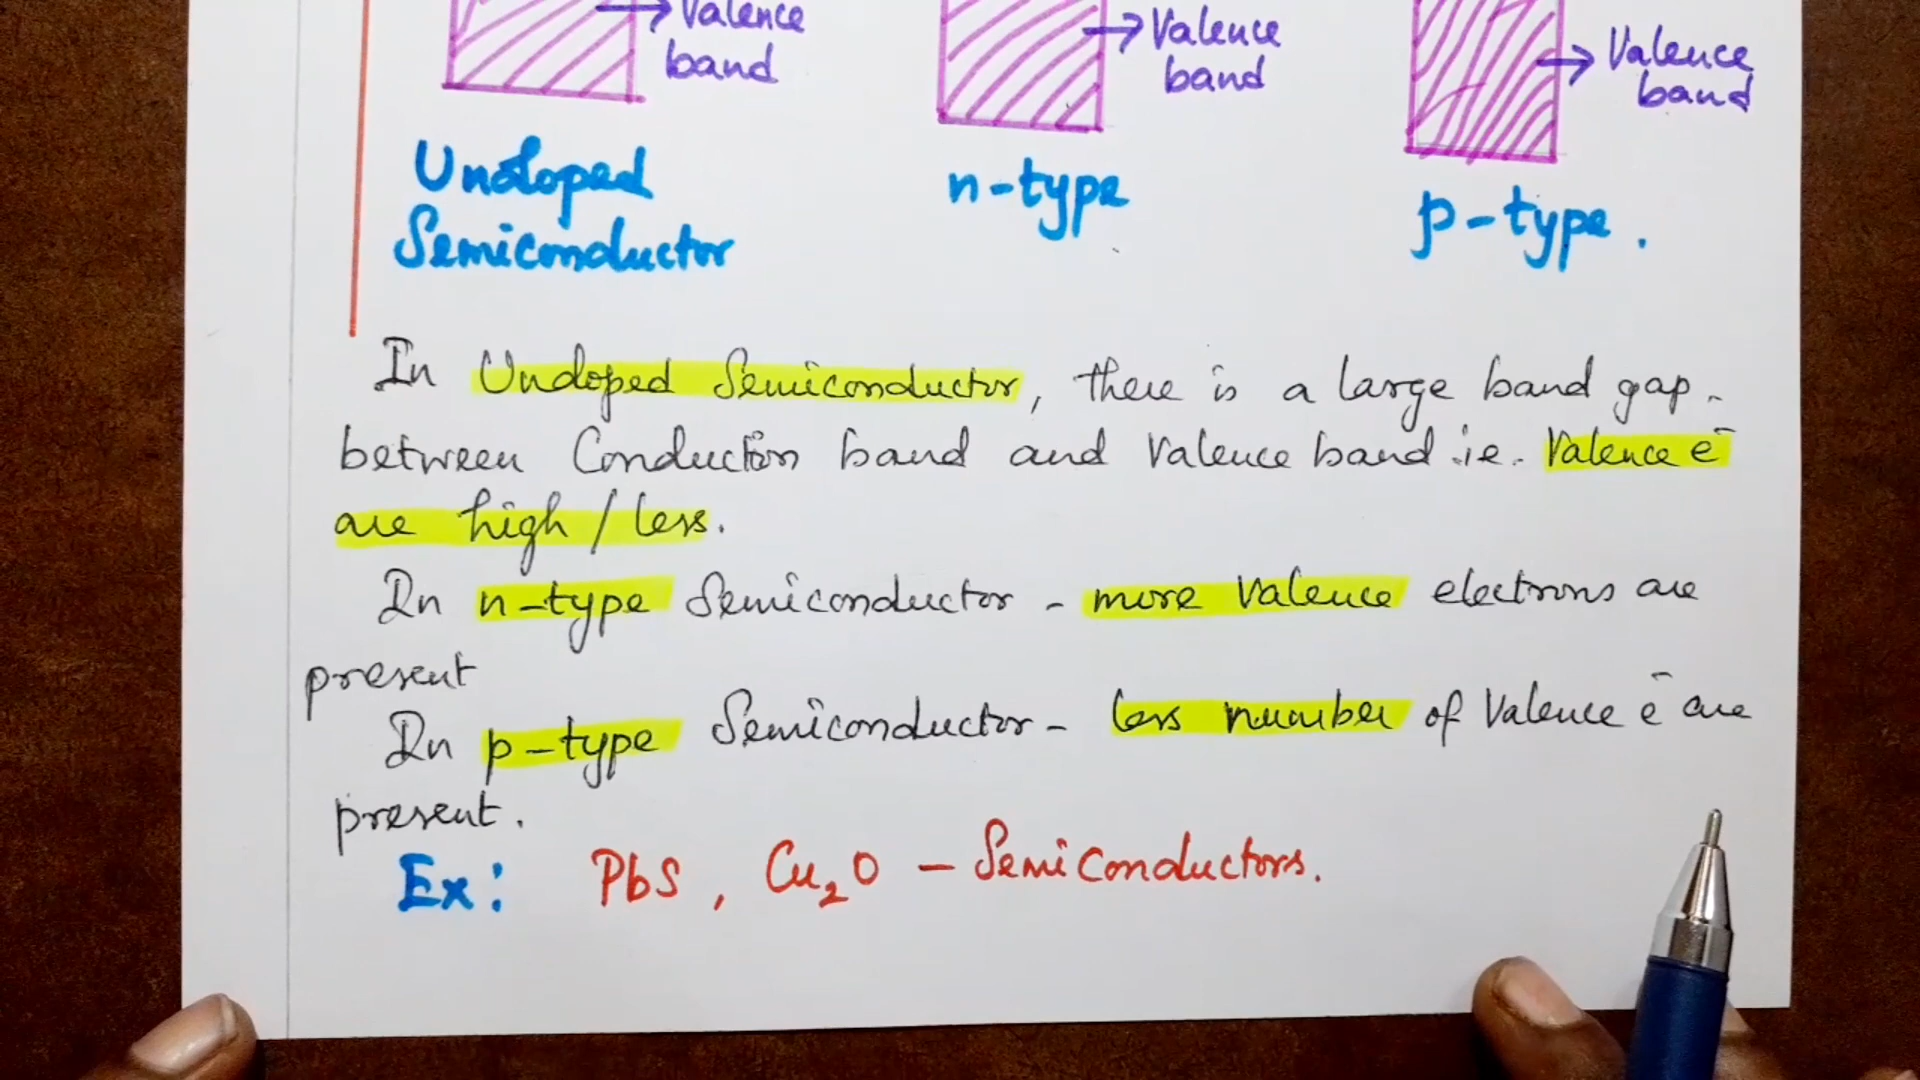 Valence
band
Valence
band
Valence
band
Undoped
Semiconductor
n-type
p-type.
In Undoped Semiconductor, there is a large band gap.
between Conduction band and Valence band .ie. Valence e⁻
are high / less.
In n-type Semiconductor - more Valence electrons are
present
In p-type Semiconductor - less number of Valence e⁻ are
present.
Ex: PbS, Cu₂O - SemiConductors.